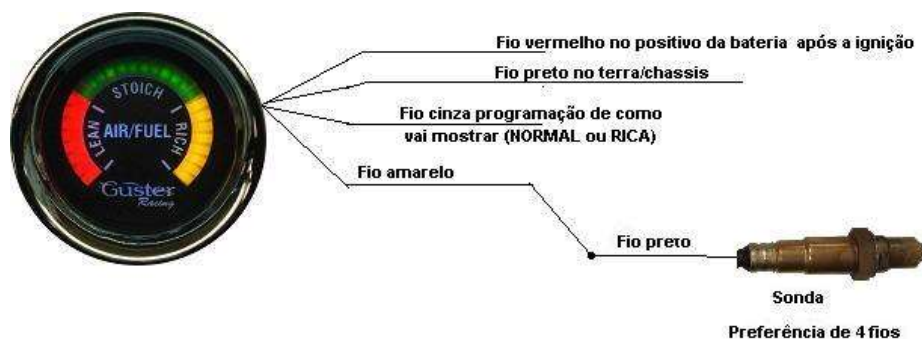 Fio vermelho no positivo da bateria após a ignição
Fio preto no terra/chassis
Fio cinza programação de como
vai mostrar (NORMAL ou RICA)
Fio amarelo
Fio preto
Sonda
Preferência de 4 fios
LEAN
STOICH
RICH
AIR/FUEL
Guster
Racing